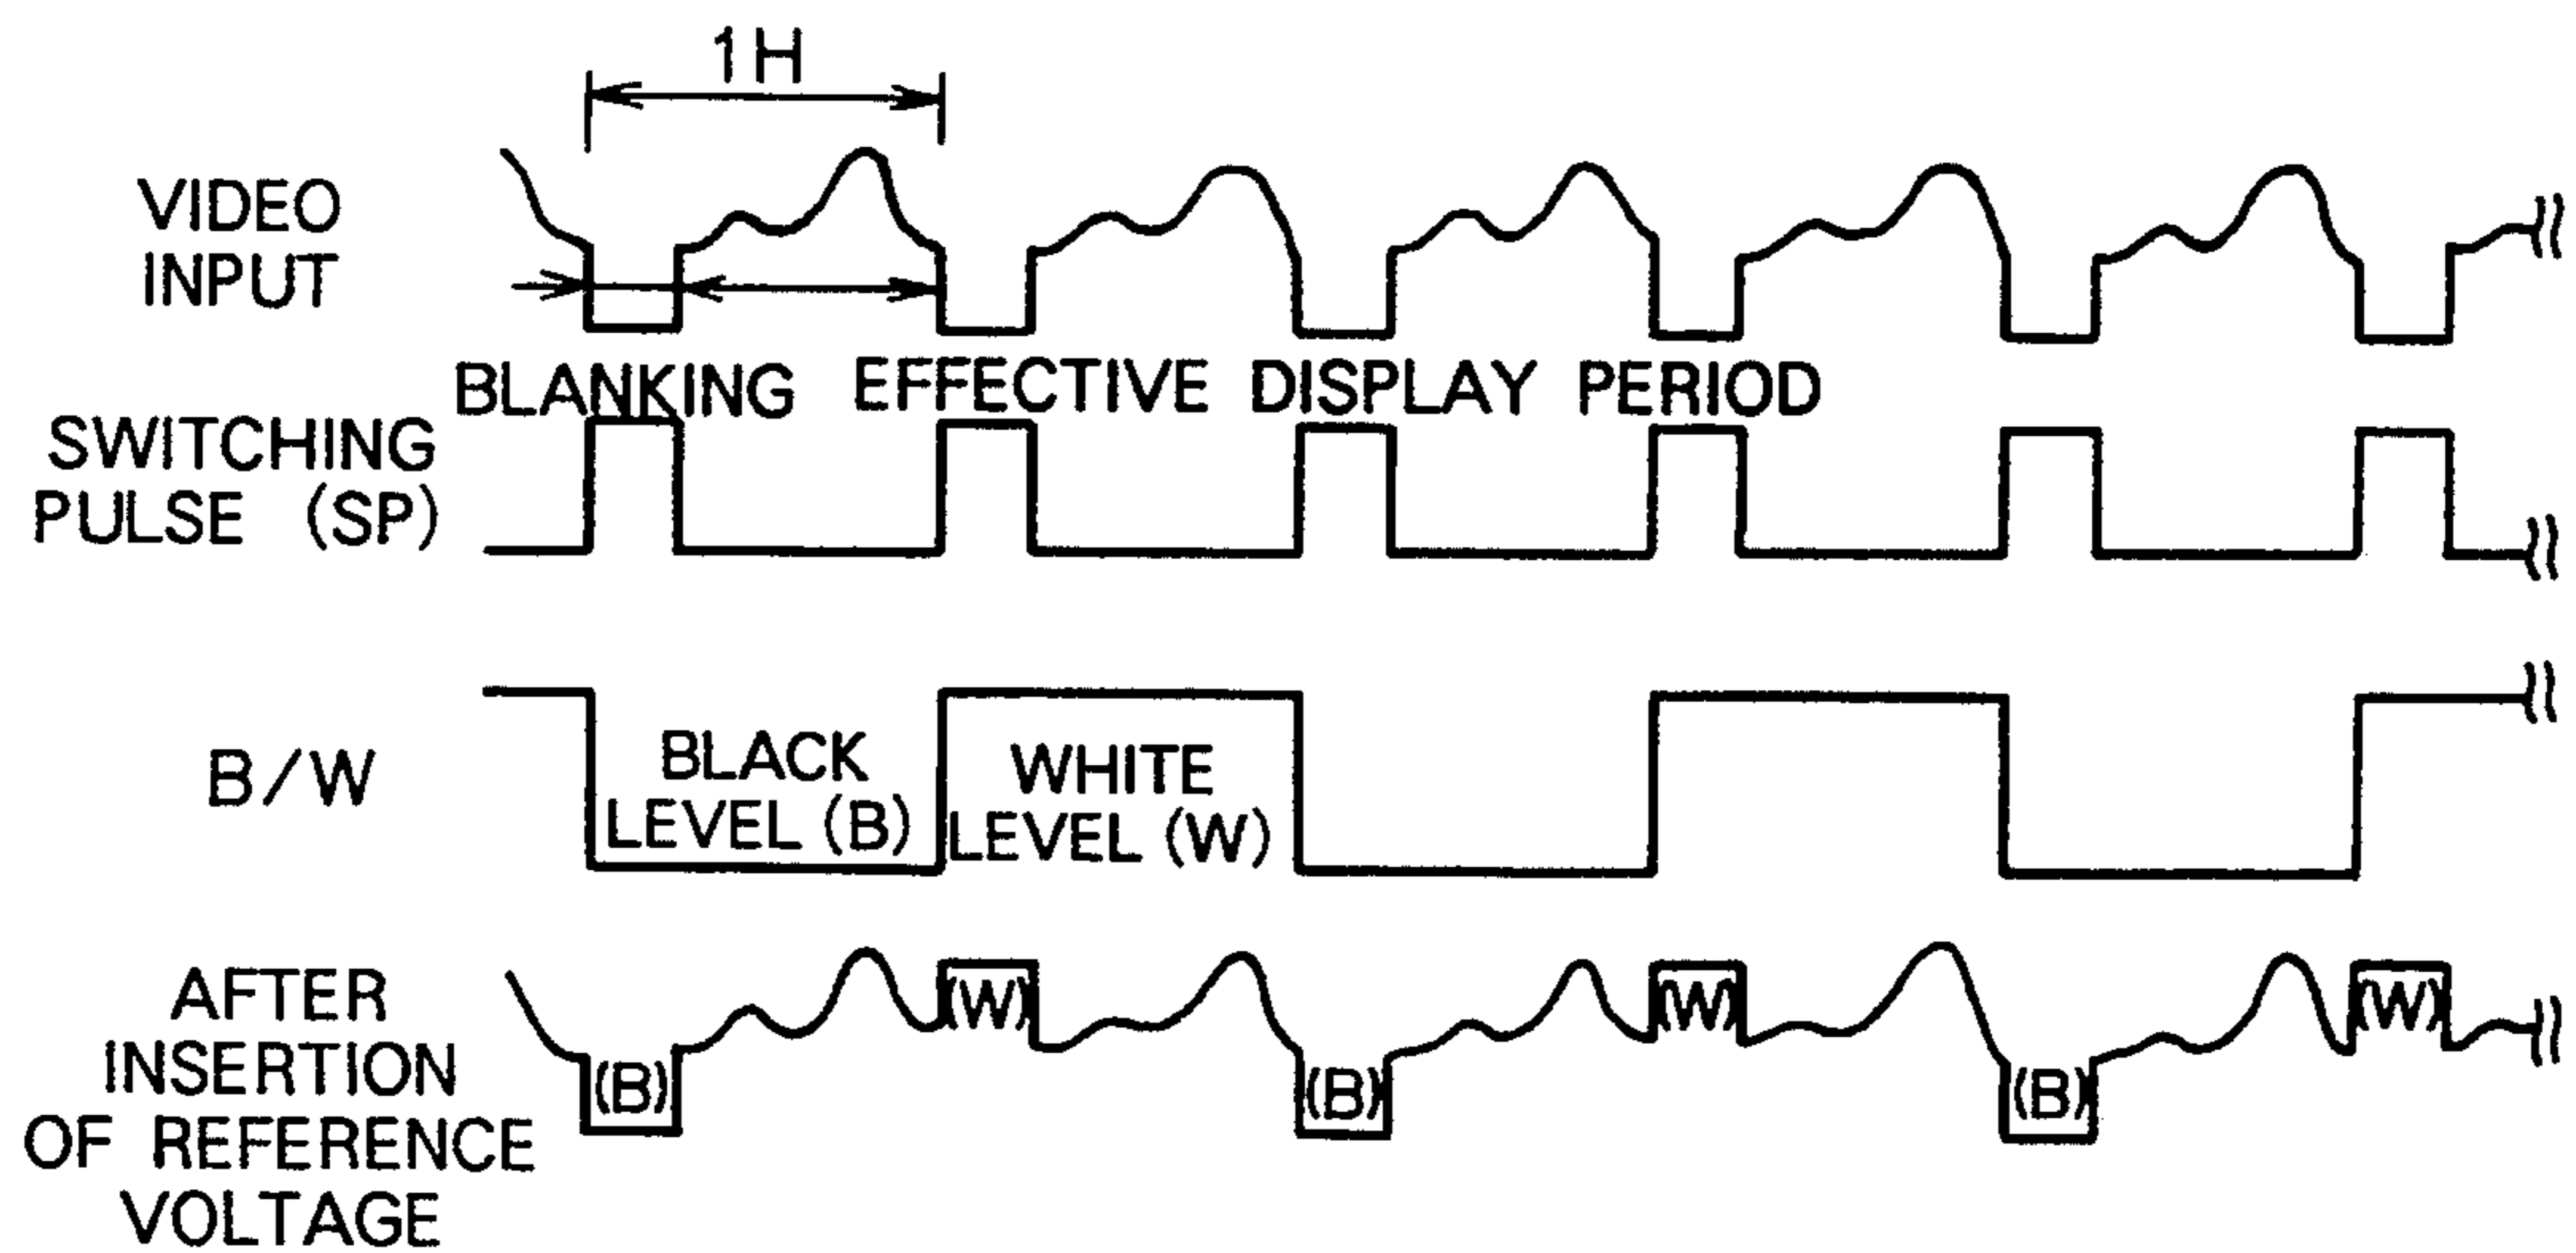 1H
VIDEO
INPUT
BLANKING EFFECTIVE DISPLAY PERIOD
SWITCHING
PULSE (SP)
B/W
BLACK
LEVEL (B)
WHITE
LEVEL (W)
AFTER
INSERTION
OF REFERENCE
VOLTAGE
(B) (W) (B) (W) (B) (W)